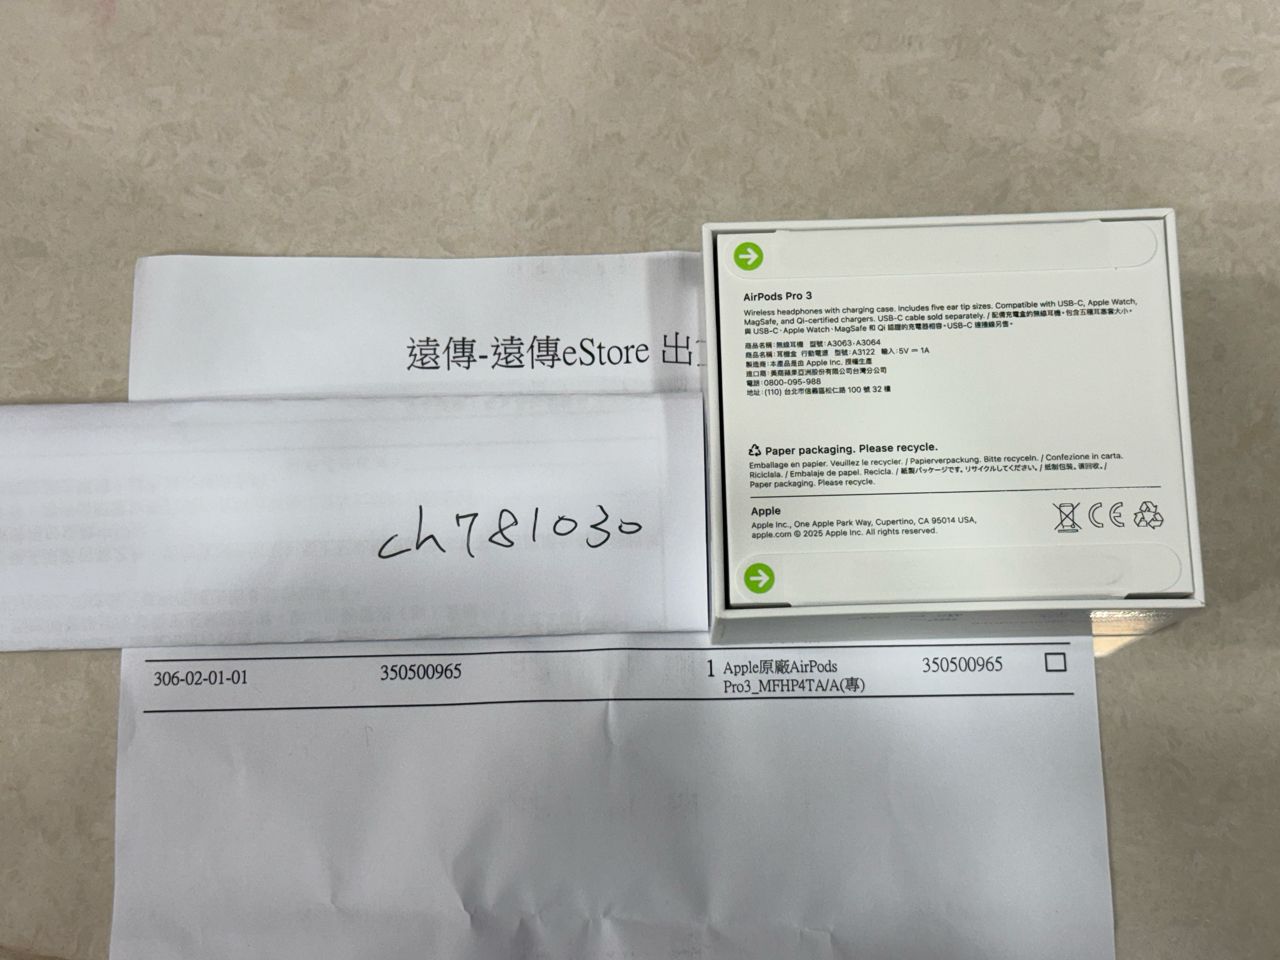 遠傳-遠傳eStore 出
ch781030
306-02-01-01 350500965 1 Apple原廠AirPods 350500965
Pro3_MFHP4TA/A(專)
AirPods Pro 3
Wireless headphones with charging case. Includes five ear tip sizes. Compatible with USB-C, Apple Watch,
MagSafe, and Qi-certified chargers. USB-C cable sold separately. / 配備充電盒的無線耳機。包含五種耳塞套大小。
與 USB-C、Apple Watch、MagSafe 和 Qi 認證的充電器相容。USB-C 連接線另售。
商品名稱:無線耳機 型號:A3063、A3064
商品名稱:耳機盒 行動電源 型號:A3122 輸入:5V⎓1A
製造商:本產品是由 Apple Inc. 授權生產
進口商:美商蘋果亞洲股份有限公司台灣分公司
電話:0800-095-988
地址:(110) 台北市信義區松仁路 100 號 32 樓
Paper packaging. Please recycle.
Emballage en papier. Veuillez le recycler. / Papierverpackung. Bitte recyceln. / Confezione in carta.
Riciclala. / Embalaje de papel. Recicla. / 紙製パッケージです。リサイクルしてください。/ 紙制包装。请回收。/
Paper packaging. Please recycle.
Apple
Apple Inc., One Apple Park Way, Cupertino, CA 95014 USA,
apple.com © 2025 Apple Inc. All rights reserved.